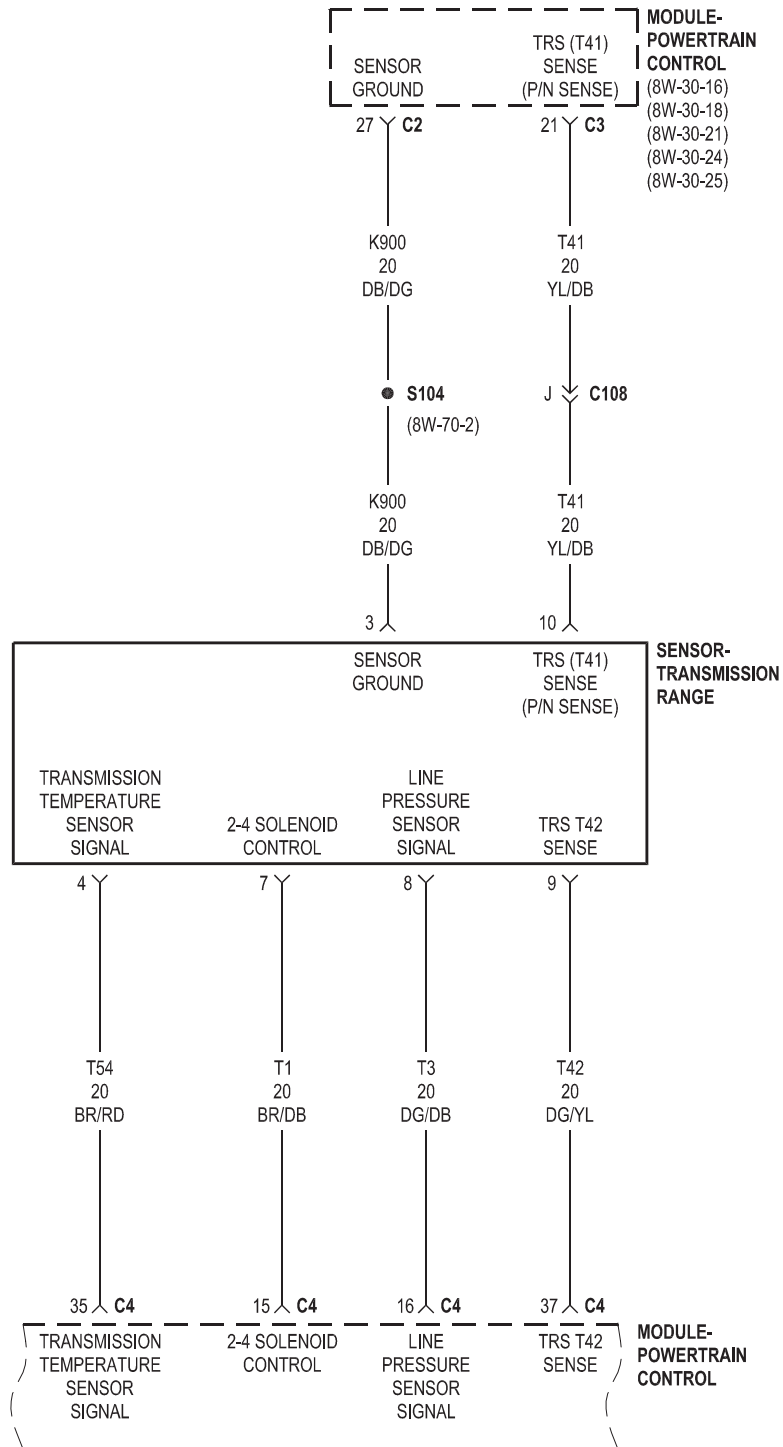 MODULE-
POWERTRAIN
CONTROL
(8W-30-16)
(8W-30-18)
(8W-30-21)
(8W-30-24)
(8W-30-25)
SENSOR
GROUND
TRS (T41)
SENSE
(P/N SENSE)
27 C2
21 C3
K900
20
DB/DG
T41
20
YL/DB
S104
(8W-70-2)
J C108
K900
20
DB/DG
T41
20
YL/DB
3
10
SENSOR
GROUND
TRS (T41)
SENSE
(P/N SENSE)
SENSOR-
TRANSMISSION
RANGE
TRANSMISSION
TEMPERATURE
SENSOR
SIGNAL
2-4 SOLENOID
CONTROL
LINE
PRESSURE
SENSOR
SIGNAL
TRS T42
SENSE
4
7
8
9
T54
20
BR/RD
T1
20
BR/DB
T3
20
DG/DB
T42
20
DG/YL
35 C4
15 C4
16 C4
37 C4
TRANSMISSION
TEMPERATURE
SENSOR
SIGNAL
2-4 SOLENOID
CONTROL
LINE
PRESSURE
SENSOR
SIGNAL
TRS T42
SENSE
MODULE-
POWERTRAIN
CONTROL